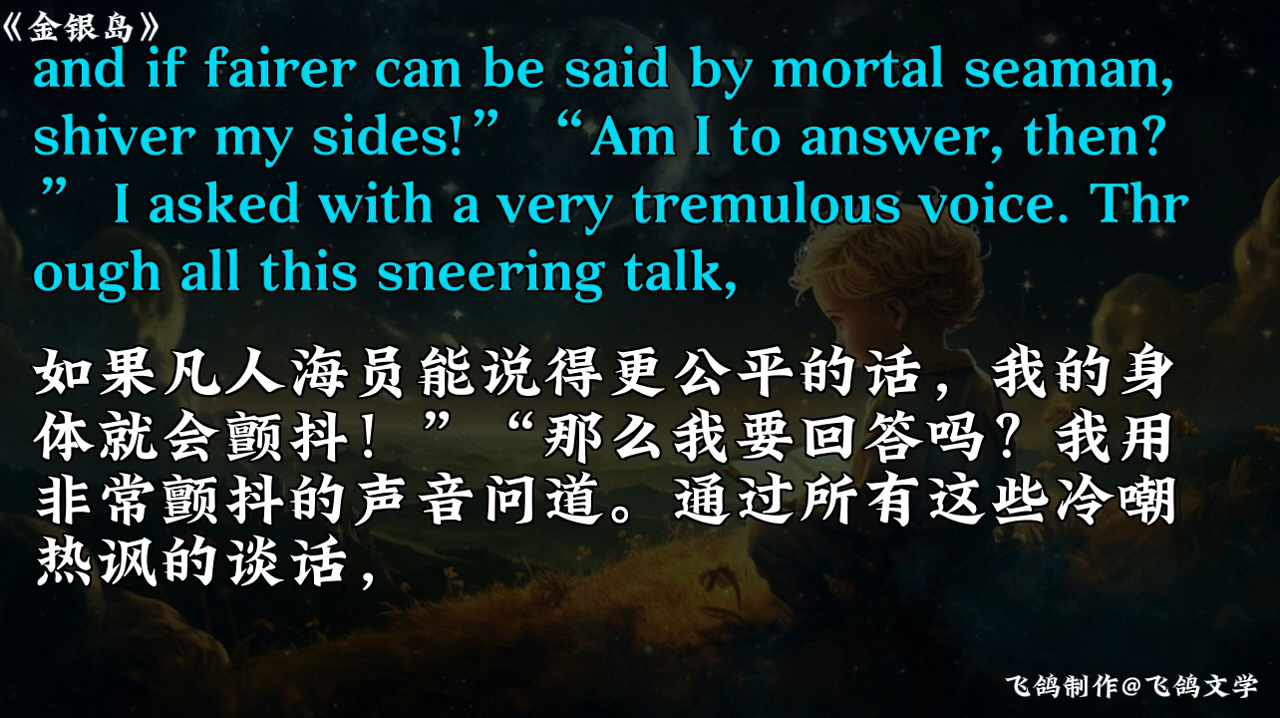 《金银岛》
and if fairer can be said by mortal seaman,
shiver my sides!” “Am I to answer, then?
” I asked with a very tremulous voice. Thr
ough all this sneering talk,
如果凡人海员能说得更公平的话，我的身
体就会颤抖！”“那么我要回答吗？我用
非常颤抖的声音问道。通过所有这些冷嘲
热讽的谈话，
飞鸽制作@飞鸽文学